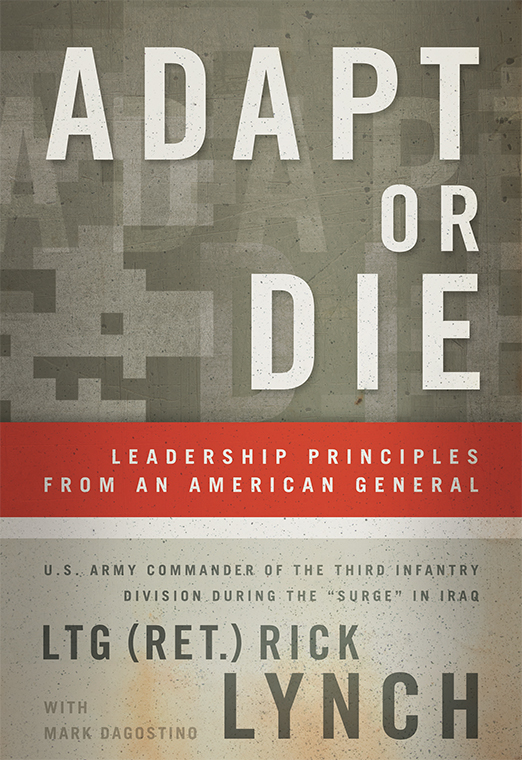 ADAPT
OR
DIE
LEADERSHIP PRINCIPLES
FROM AN AMERICAN GENERAL
U.S. ARMY COMMANDER OF THE THIRD INFANTRY
DIVISION DURING THE “SURGE” IN IRAQ
LTG (RET.) RICK
LYNCH
WITH
MARK DAGOSTINO